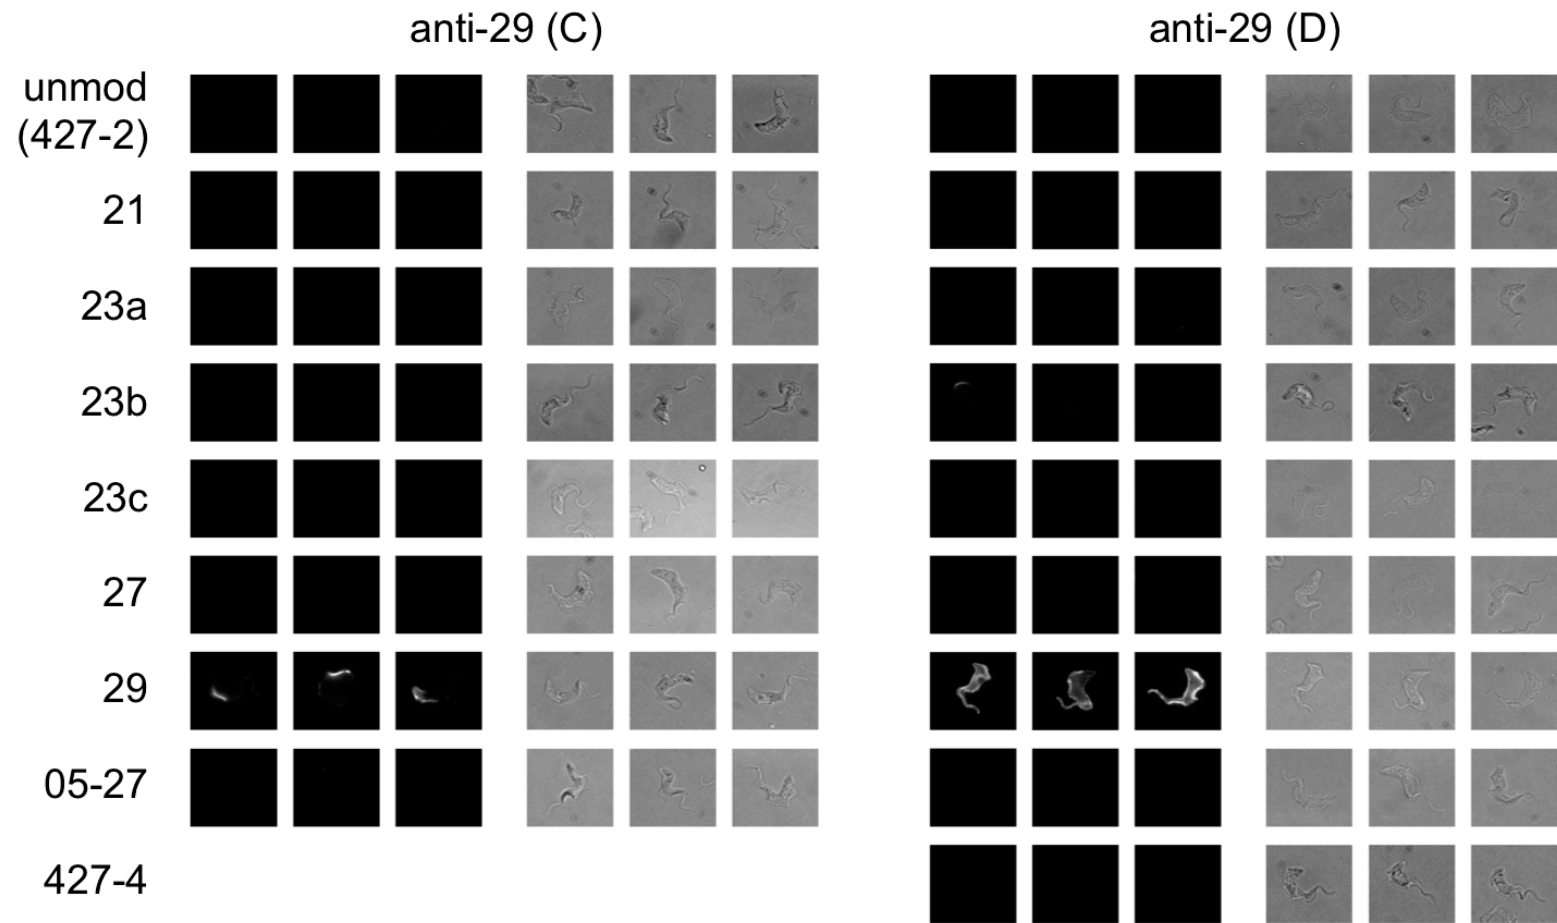 anti-29 (C)
anti-29 (D)
unmod
(427-2)
21
23a
23b
23c
27
29
05-27
427-4